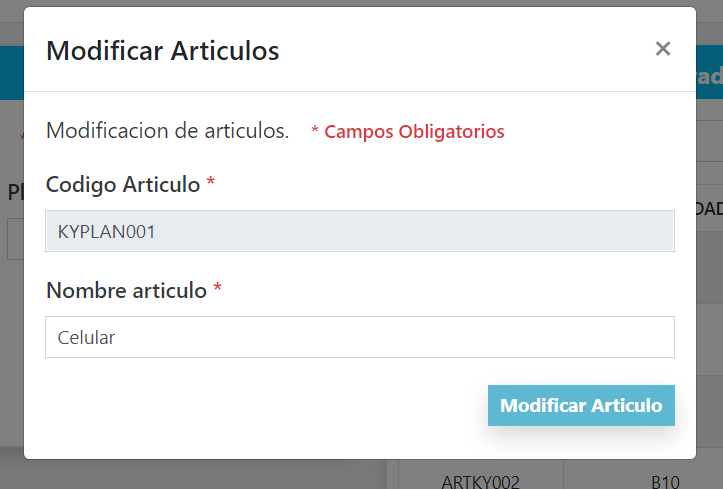 Modificar Articulos
×
Modificacion de articulos. * Campos Obligatorios
Codigo Articulo *
KYPLAN001
Nombre articulo *
Celular
Modificar Articulo
ARTKY002 B10